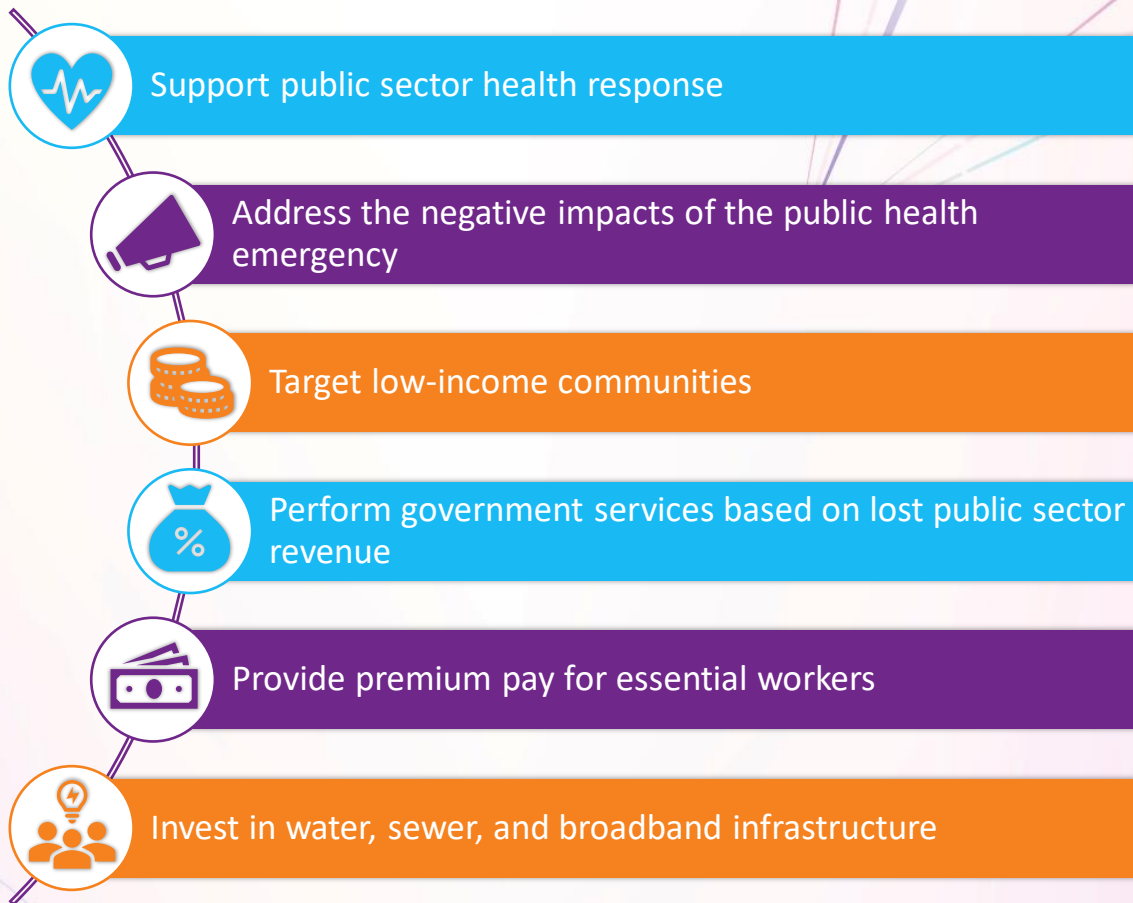 Support public sector health response
Address the negative impacts of the public health
emergency
Target low-income communities
Perform government services based on lost public sector
revenue
%
Provide premium pay for essential workers
Invest in water, sewer, and broadband infrastructure